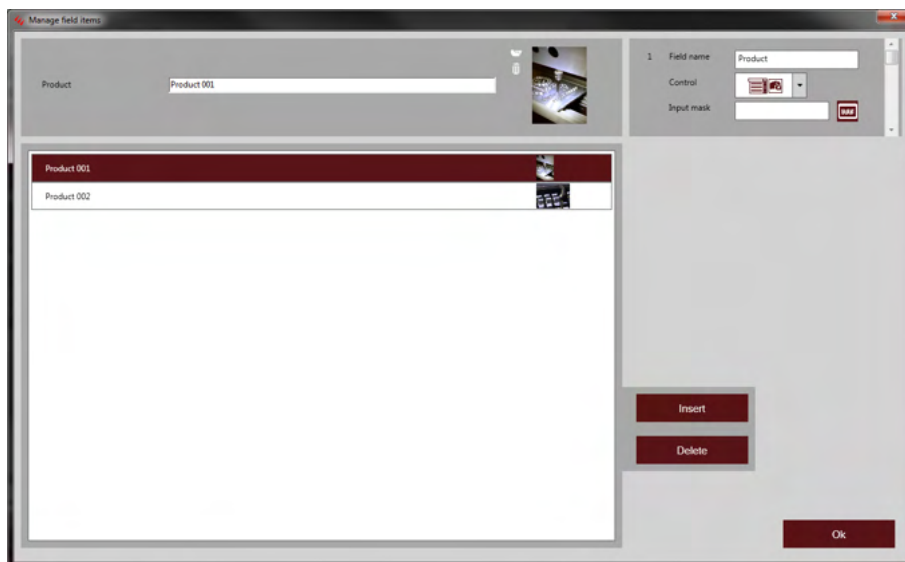 Manage field items
Product
Product 001
1 Field name Product
Control
Input mask
Product 001
Product 002
Insert
Delete
Ok